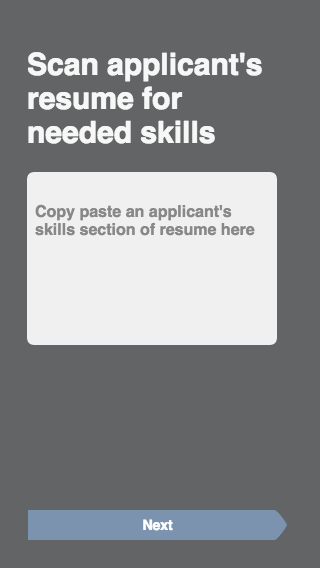 Scan applicant's
resume for
needed skills
Copy paste an applicant's
skills section of resume here
Next